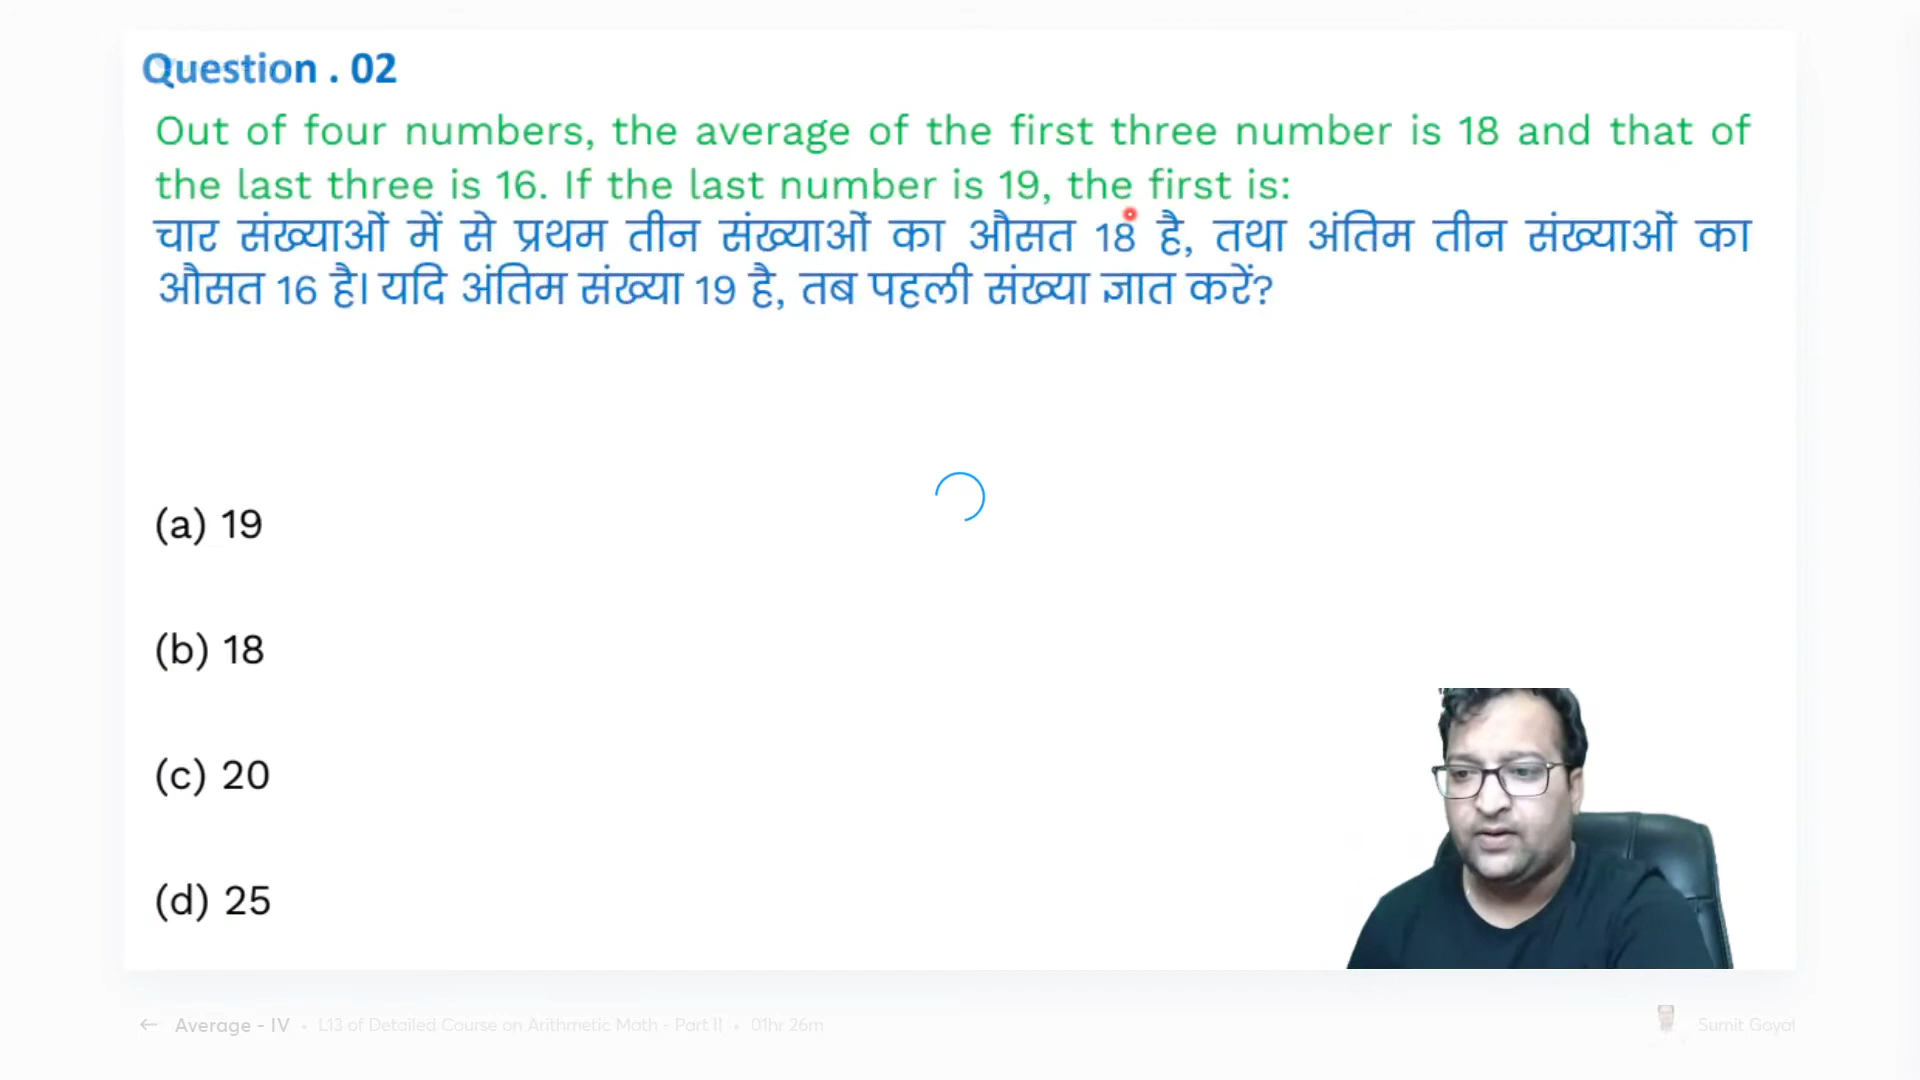 Question . 02
Out of four numbers, the average of the first three number is 18 and that of
the last three is 16. If the last number is 19, the first is:
चार संख्याओं में से प्रथम तीन संख्याओं का औसत 18 है, तथा अंतिम तीन संख्याओं का
औसत 16 है। यदि अंतिम संख्या 19 है, तब पहली संख्या ज्ञात करें?
(a) 19
(b) 18
(c) 20
(d) 25
← Average - IV • L13 of Detailed Course on Arithmetic Math - Part II • 01hr 26m
Sumit Goyal